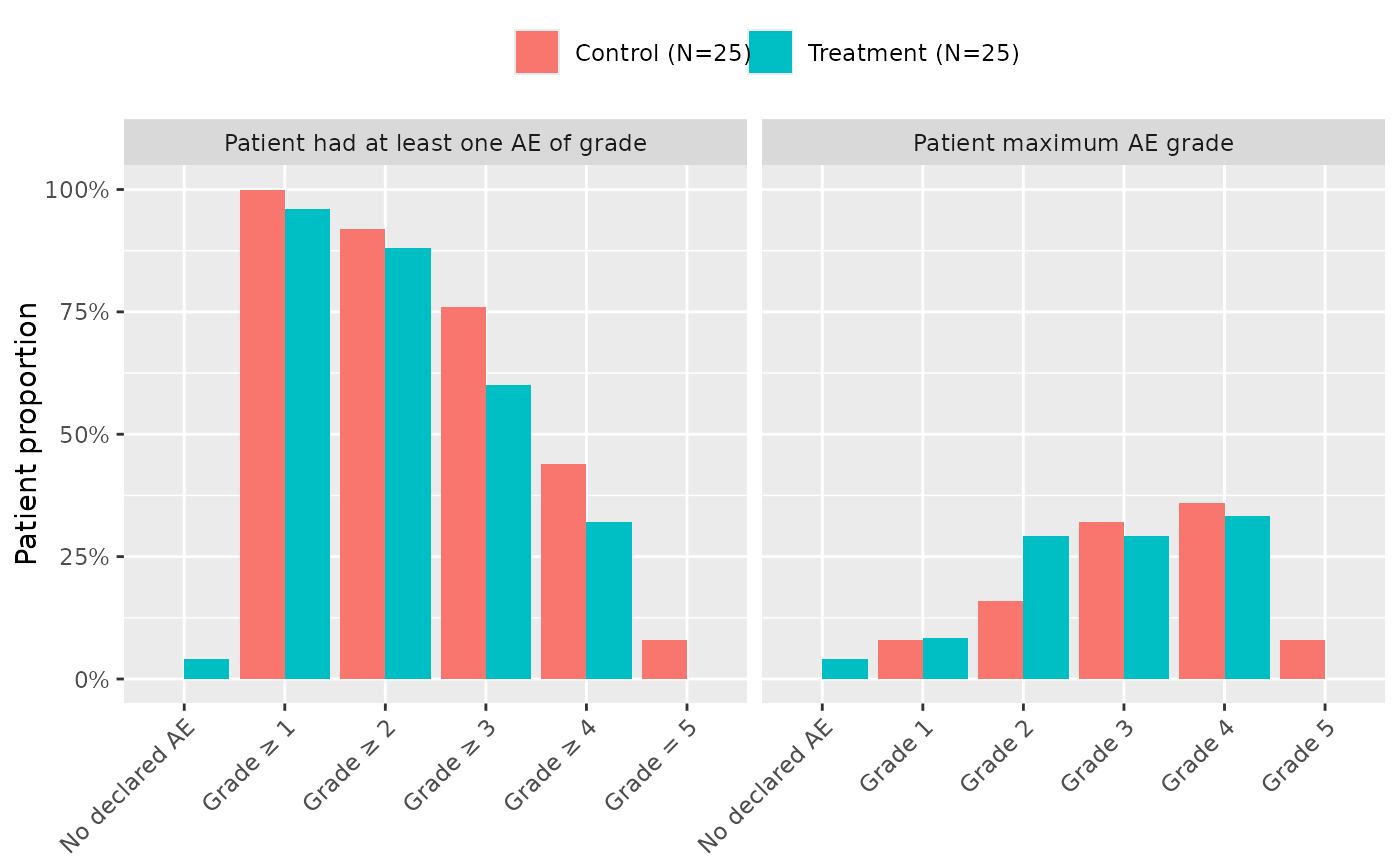 Control (N=25) Treatment (N=25)
Patient had at least one AE of grade
Patient maximum AE grade
Patient proportion
100%
75%
50%
25%
0%
No declared AE
Grade ≥ 1
Grade ≥ 2
Grade ≥ 3
Grade ≥ 4
Grade = 5
No declared AE
Grade 1
Grade 2
Grade 3
Grade 4
Grade 5